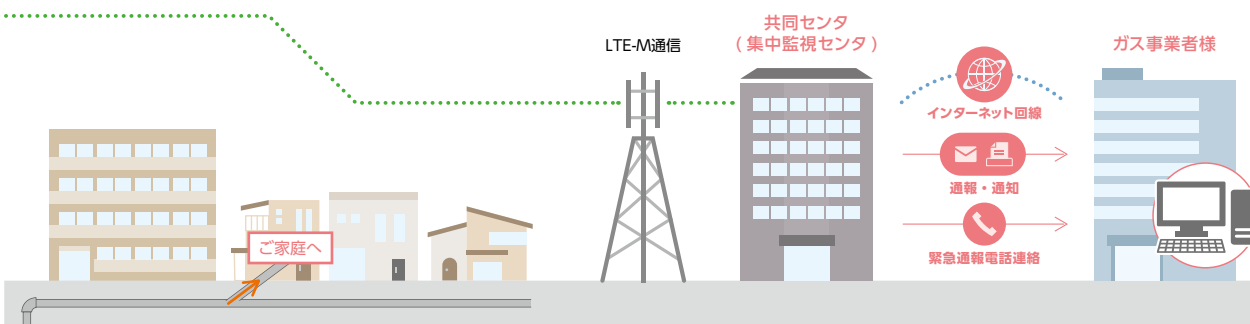 共同センタ
(集中監視センタ)
LTE-M通信
ガス事業者様
インターネット回線
通報・通知
緊急通報電話連絡
ご家庭へ